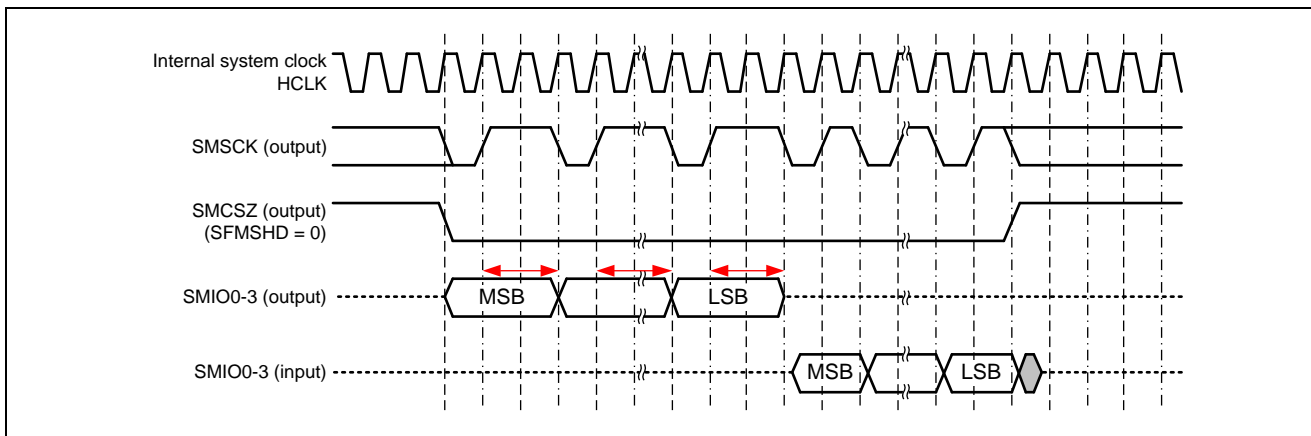 Internal system clock
HCLK
SMSCK (output)
SMCSZ (output)
(SFMSHD = 0)
SMIO0-3 (output)
MSB
LSB
SMIO0-3 (input)
MSB
LSB